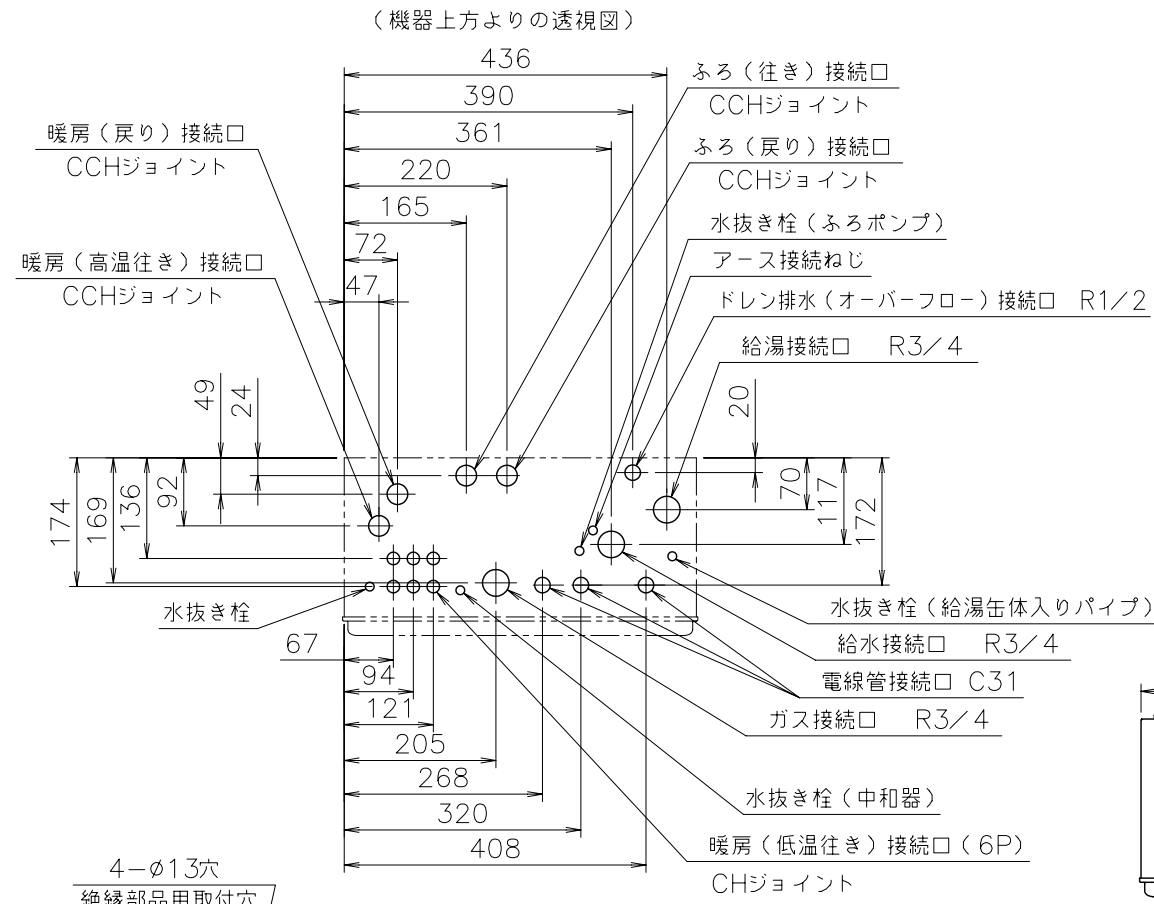 （機器上方よりの透視図）
436
ふろ（往き）接続口
CCHジョイント
390
暖房（戻り）接続口
CCHジョイント
361
ふろ（戻り）接続口
CCHジョイント
220
165
水抜き栓（ふろポンプ）
72
アース接続ねじ
暖房（高温往き）接続口
CCHジョイント
47
ドレン排水（オーバーフロー）接続口 R1/2
給湯接続口 R3/4
49
24
20
174
169
136
92
70
117
172
水抜き栓
水抜き栓（給湯缶体入りパイプ）
67
給水接続口 R3/4
94
電線管接続口 C31
121
ガス接続口 R3/4
205
268
水抜き栓（中和器）
320
暖房（低温往き）接続口（6P）
CHジョイント
408
4-φ13穴
絶縁部品用取付穴